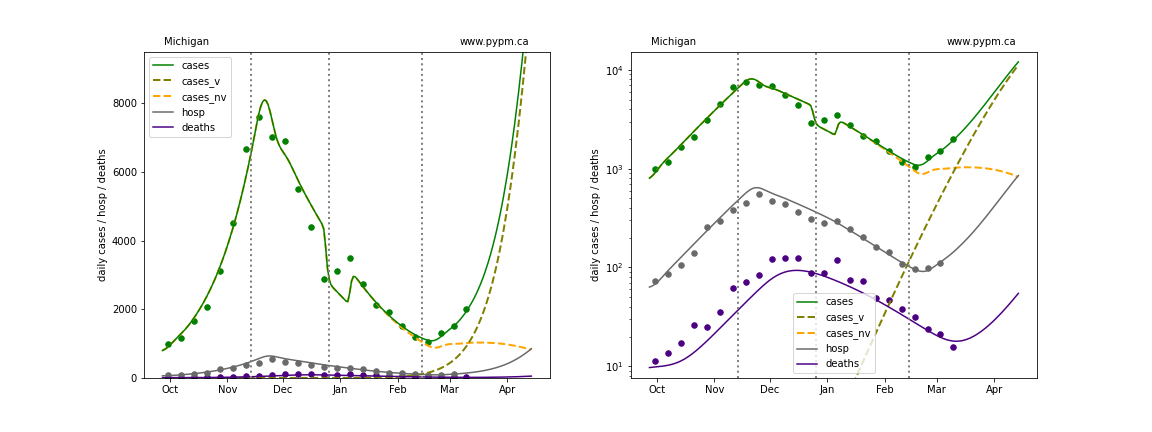 Michigan www.pypm.ca
cases
cases_v
cases_nv
hosp
deaths
daily cases / hosp / deaths
8000
6000
4000
2000
0
Oct Nov Dec Jan Feb Mar Apr
Michigan www.pypm.ca
daily cases / hosp / deaths
10^4
10^3
10^2
10^1
cases
cases_v
cases_nv
hosp
deaths
Oct Nov Dec Jan Feb Mar Apr